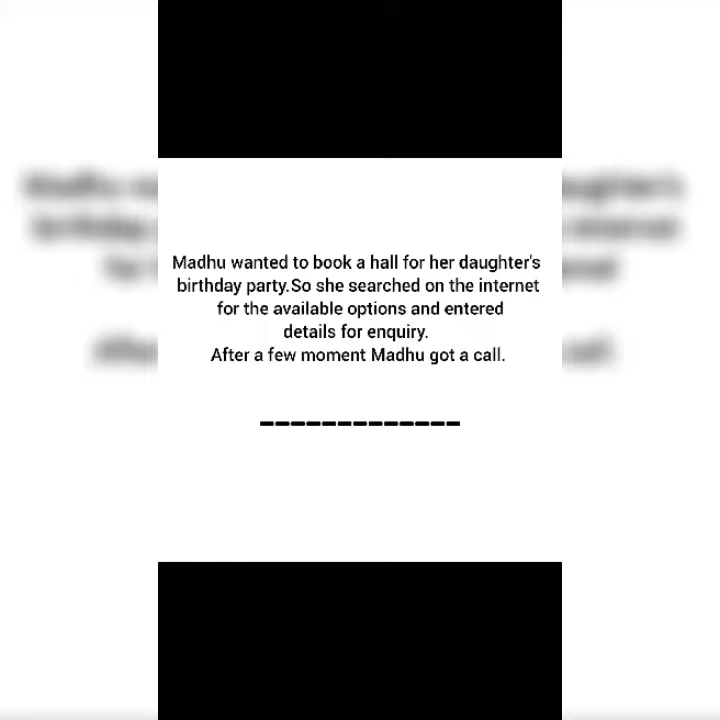 Madhu wanted to book a hall for her daughter's
birthday party.So she searched on the internet
for the available options and entered
details for enquiry.
After a few moment Madhu got a call.
_____________